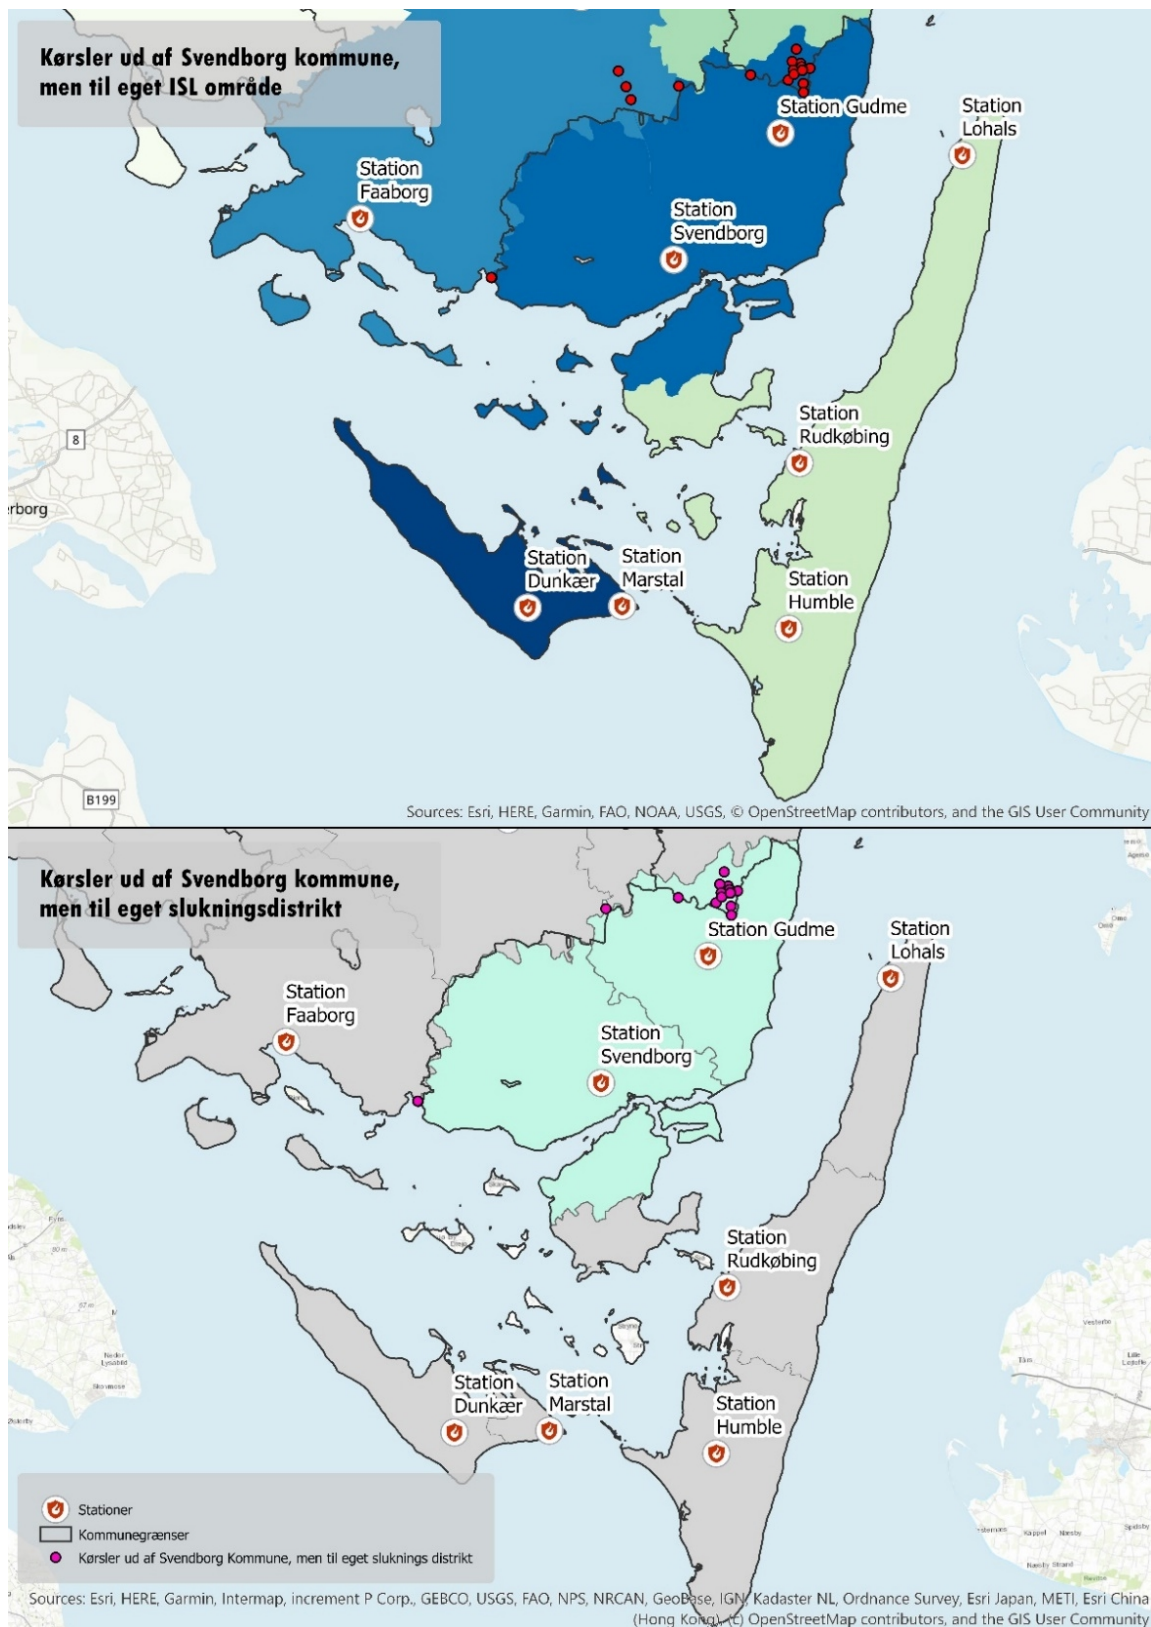 Kørsler ud af Svendborg kommune,
men til eget ISL område
Station Gudme
Station
Lohals
Station
Faaborg
Station
Svendborg
Station
Rudkøbing
8
erborg
Station
Dunkær
Station
Marstal
Station
Humble
B199
Sources: Esri, HERE, Garmin, FAO, NOAA, USGS, © OpenStreetMap contributors, and the GIS User Community
Kørsler ud af Svendborg kommune,
men til eget slukningsdistrikt
Station Gudme
Station
Lohals
Station
Faaborg
Station
Svendborg
Station
Rudkøbing
Vesterbo
Nørreballe
Station
Dunkær
Station
Marstal
Station
Humble
Stationer
Kommunegrænser
Kørsler ud af Svendborg Kommune, men til eget sluknings distrikt
Sources: Esri, HERE, Garmin, Intermap, increment P Corp., GEBCO, USGS, FAO, NPS, NRCAN, GeoBase, IGN, Kadaster NL, Ordnance Survey, Esri Japan, METI, Esri China
(Hong Kong), (c) OpenStreetMap contributors, and the GIS User Community